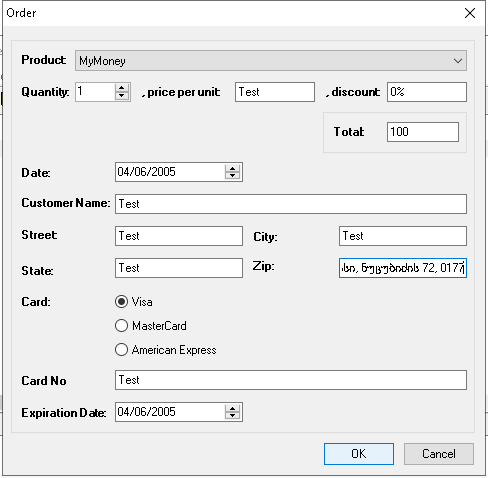 Order
Product: MyMoney
Quantity: 1 , price per unit: Test , discount: 0%
Total: 100
Date: 04/06/2005
Customer Name: Test
Street: Test City: Test
State: Test Zip: სი, ნუცუბიძის 72, 0177
Card: Visa
MasterCard
American Express
Card No Test
Expiration Date: 04/06/2005
OK Cancel